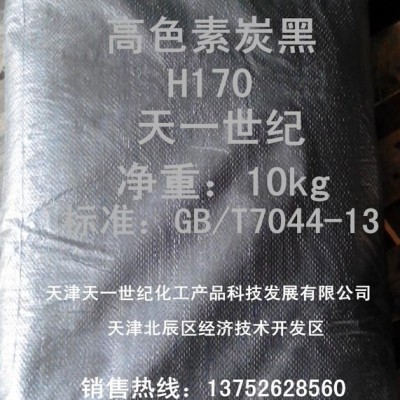 高色素炭黑
H170
天一世纪
净重：10kg
标准：GB/T7044-13
天津天一世纪化工产品科技发展有限公司
天津北辰区经济技术开发区
销售热线：13752628560